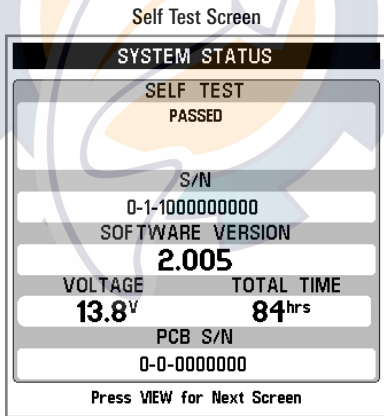 Self Test Screen
SYSTEM STATUS
SELF TEST
PASSED
S/N
0-1-1000000000
SOFTWARE VERSION
2.005
VOLTAGE TOTAL TIME
13.8V 84hrs
PCB S/N
0-0-0000000
Press VIEW for Next Screen